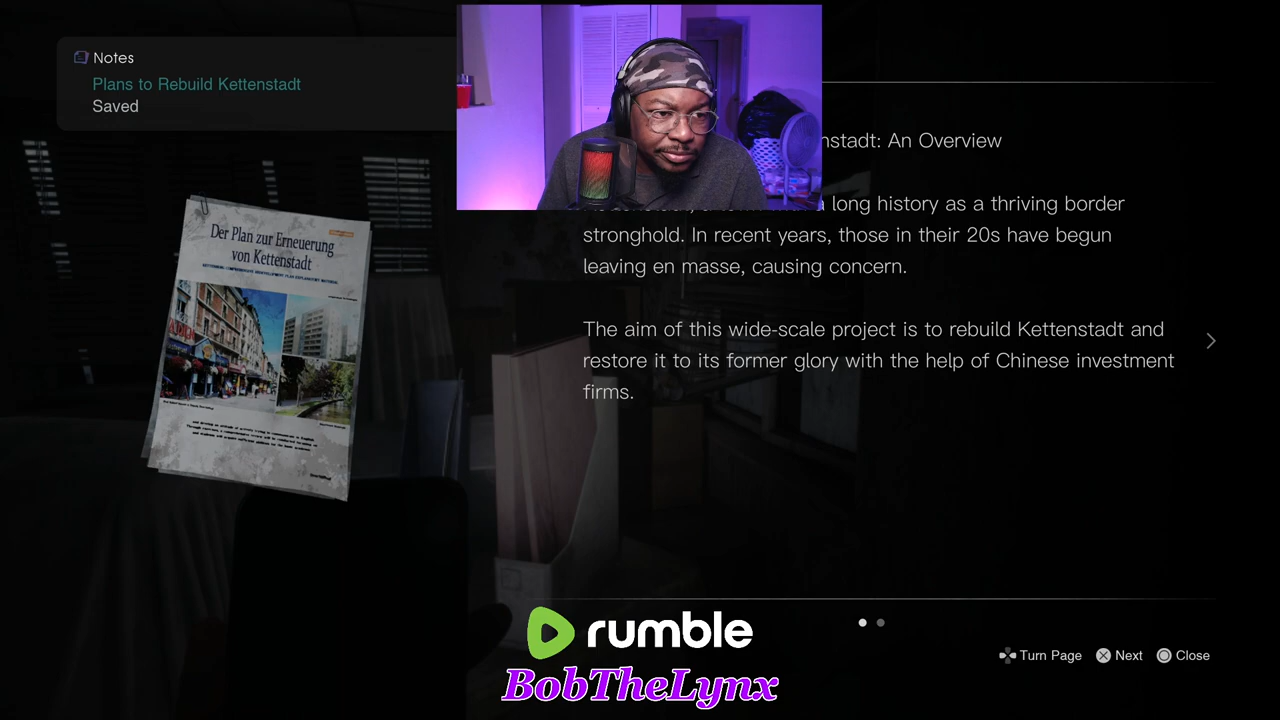 Notes
Plans to Rebuild Kettenstadt
Saved
nstadt: An Overview
long history as a thriving border
stronghold. In recent years, those in their 20s have begun
leaving en masse, causing concern.
The aim of this wide-scale project is to rebuild Kettenstadt and
restore it to its former glory with the help of Chinese investment
firms.
Der Plan zur Erneuerung
von Kettenstadt
rumble
BobTheLynx
Turn Page
Next
Close